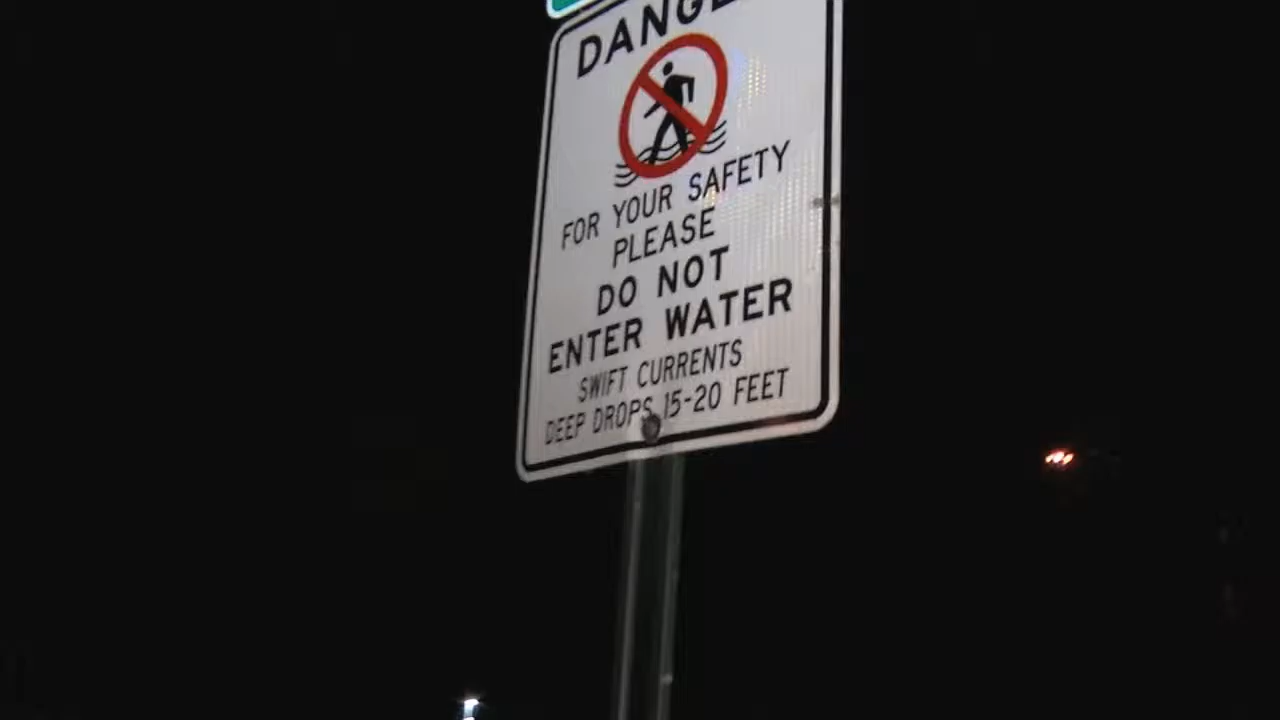 DANGE
FOR YOUR SAFETY
PLEASE
DO NOT
ENTER WATER
SWIFT CURRENTS
DEEP DROPS 15-20 FEET